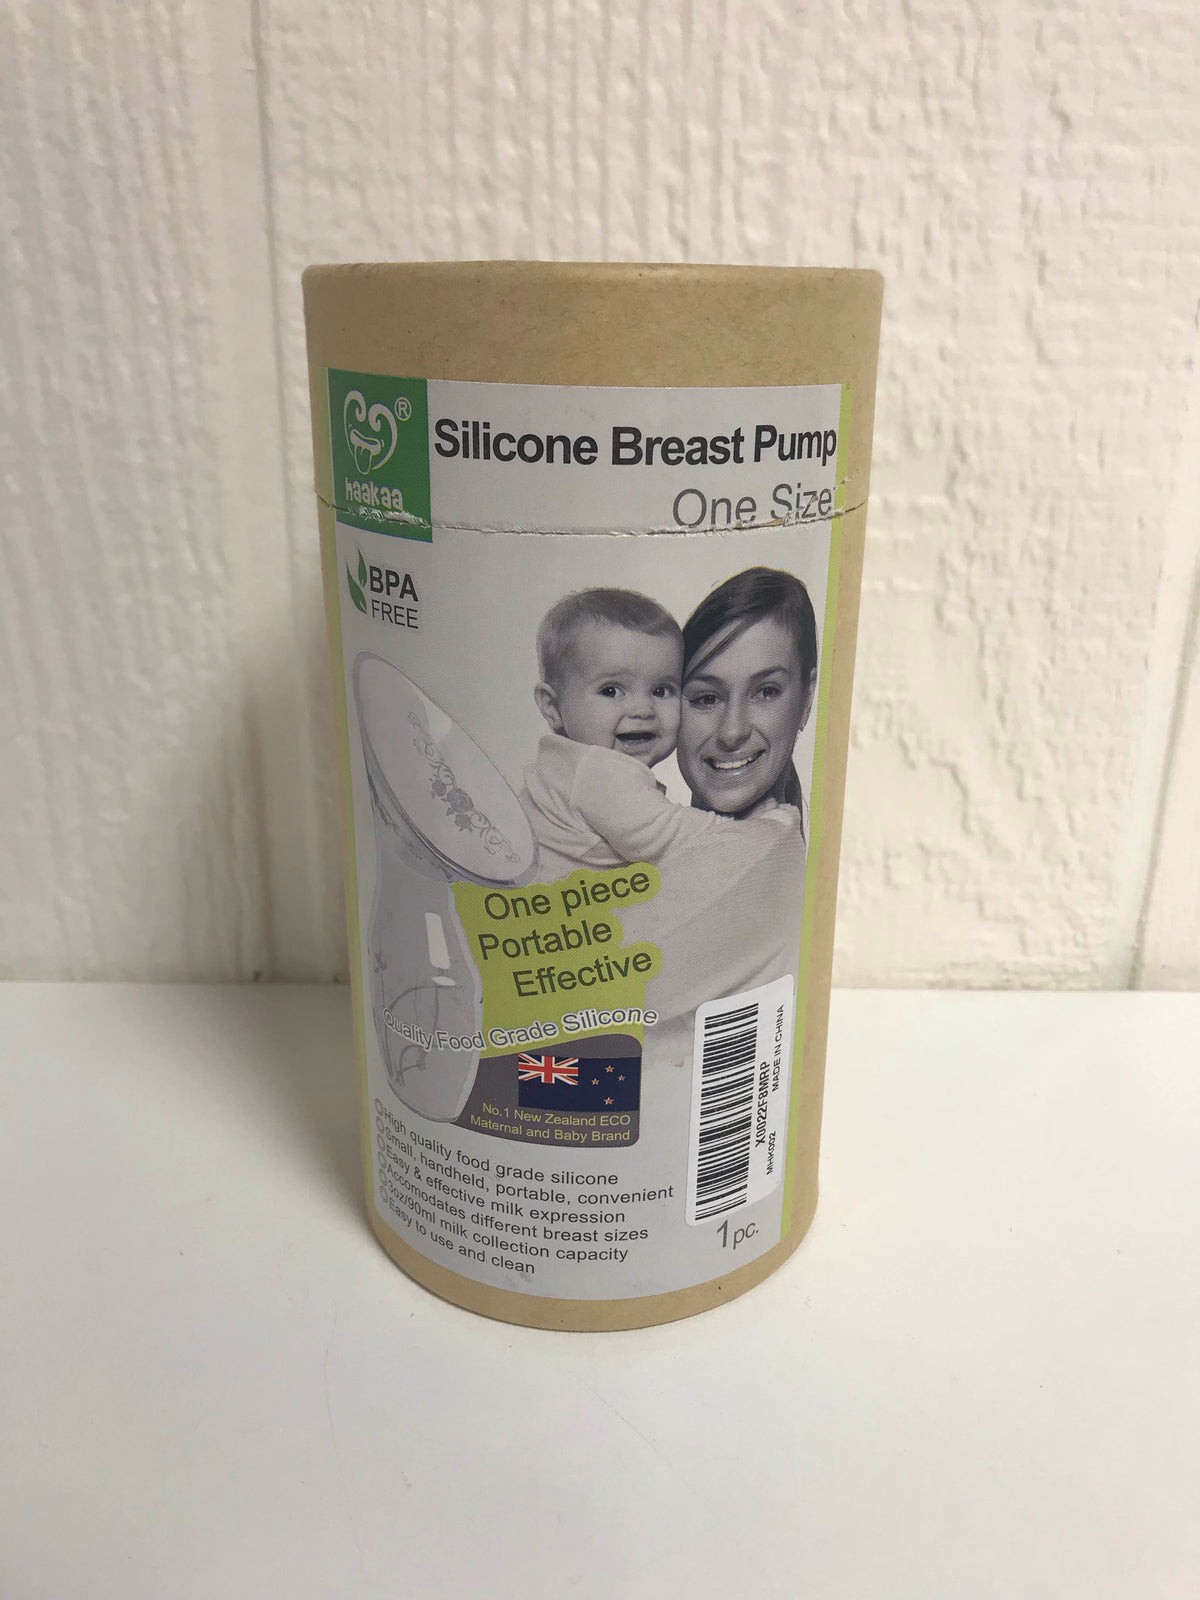 ®
haakaa
Silicone Breast Pump
One Size
BPA
FREE
One piece
Portable
Effective
Quality Food Grade Silicone
No.1 New Zealand ECO
Maternal and Baby Brand
High quality food grade silicone
Small, handheld, portable, convenient
Easy & effective milk expression
Accomodates different breast sizes
3oz/90ml milk collection capacity
Easy to use and clean
X0022F8MRP
MADE IN CHINA
MHK002
1pc.